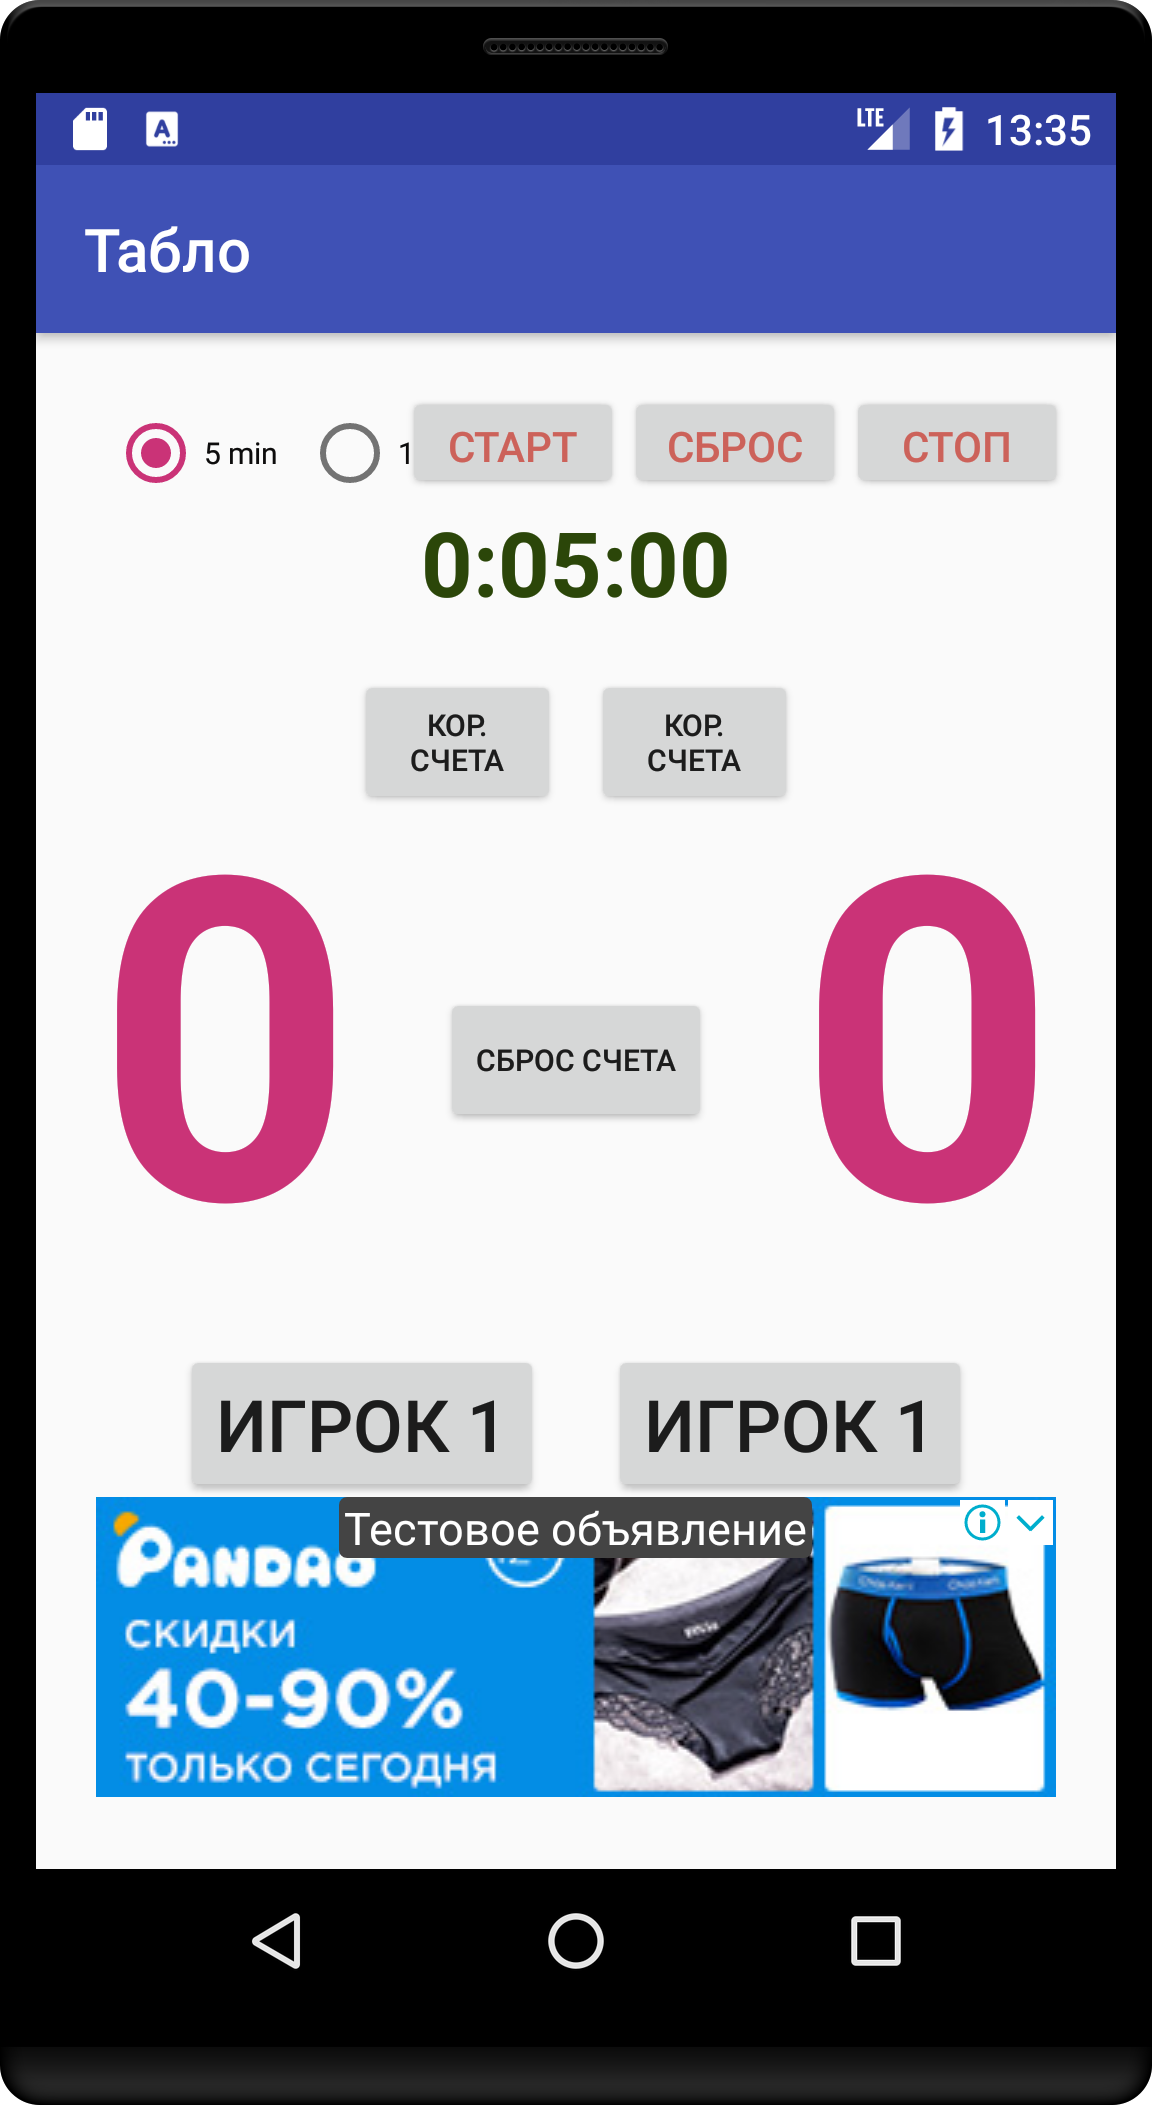 LTE 13:35
Табло
5 min 1 СТАРТ СБРОС СТОП
0:05:00
КОР.
СЧЕТА
КОР.
СЧЕТА
0 0
СБРОС СЧЕТА
ИГРОК 1 ИГРОК 1
Тестовое объявление
PANDAO
СКИДКИ
40-90%
ТОЛЬКО СЕГОДНЯ